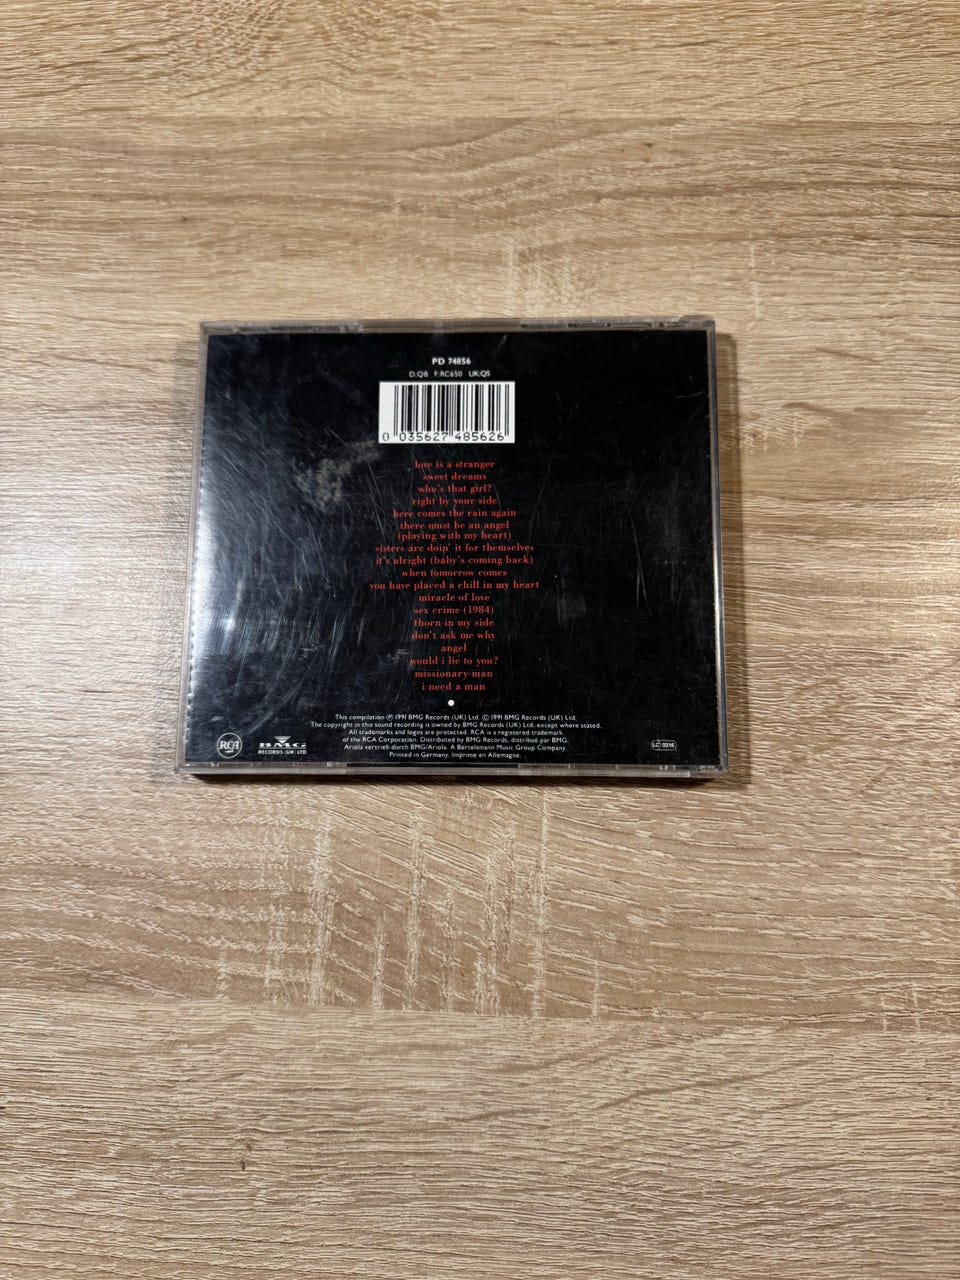 PD 74856
D:QB F:RC650 UK:QS
0 035627 485626
love is a stranger
sweet dreams
who's that girl?
right by your side
here comes the rain again
there must be an angel
(playing with my heart)
sisters are doin' it for themselves
it's alright (baby's coming back)
when tomorrow comes
you have placed a chill in my heart
miracle of love
sex crime (1984)
thorn in my side
don't ask me why
angel
would i lie to you?
missionary man
i need a man
This compilation ℗ 1991 BMG Records (UK) Ltd. © 1991 BMG Records (UK) Ltd.
The copyright in this sound recording is owned by BMG Records (UK) Ltd. except where stated.
All trademarks and logos are protected. RCA is a registered trademark
of the RCA Corporation. Distributed by BMG Records, distribué par BMG.
Ariola vertrieb durch BMG/Ariola. A Bertelsmann Music Group Company.
Printed in Germany. Imprime en Allemagne.
RCA
BMG
RECORDS (UK) LTD
LC 0316